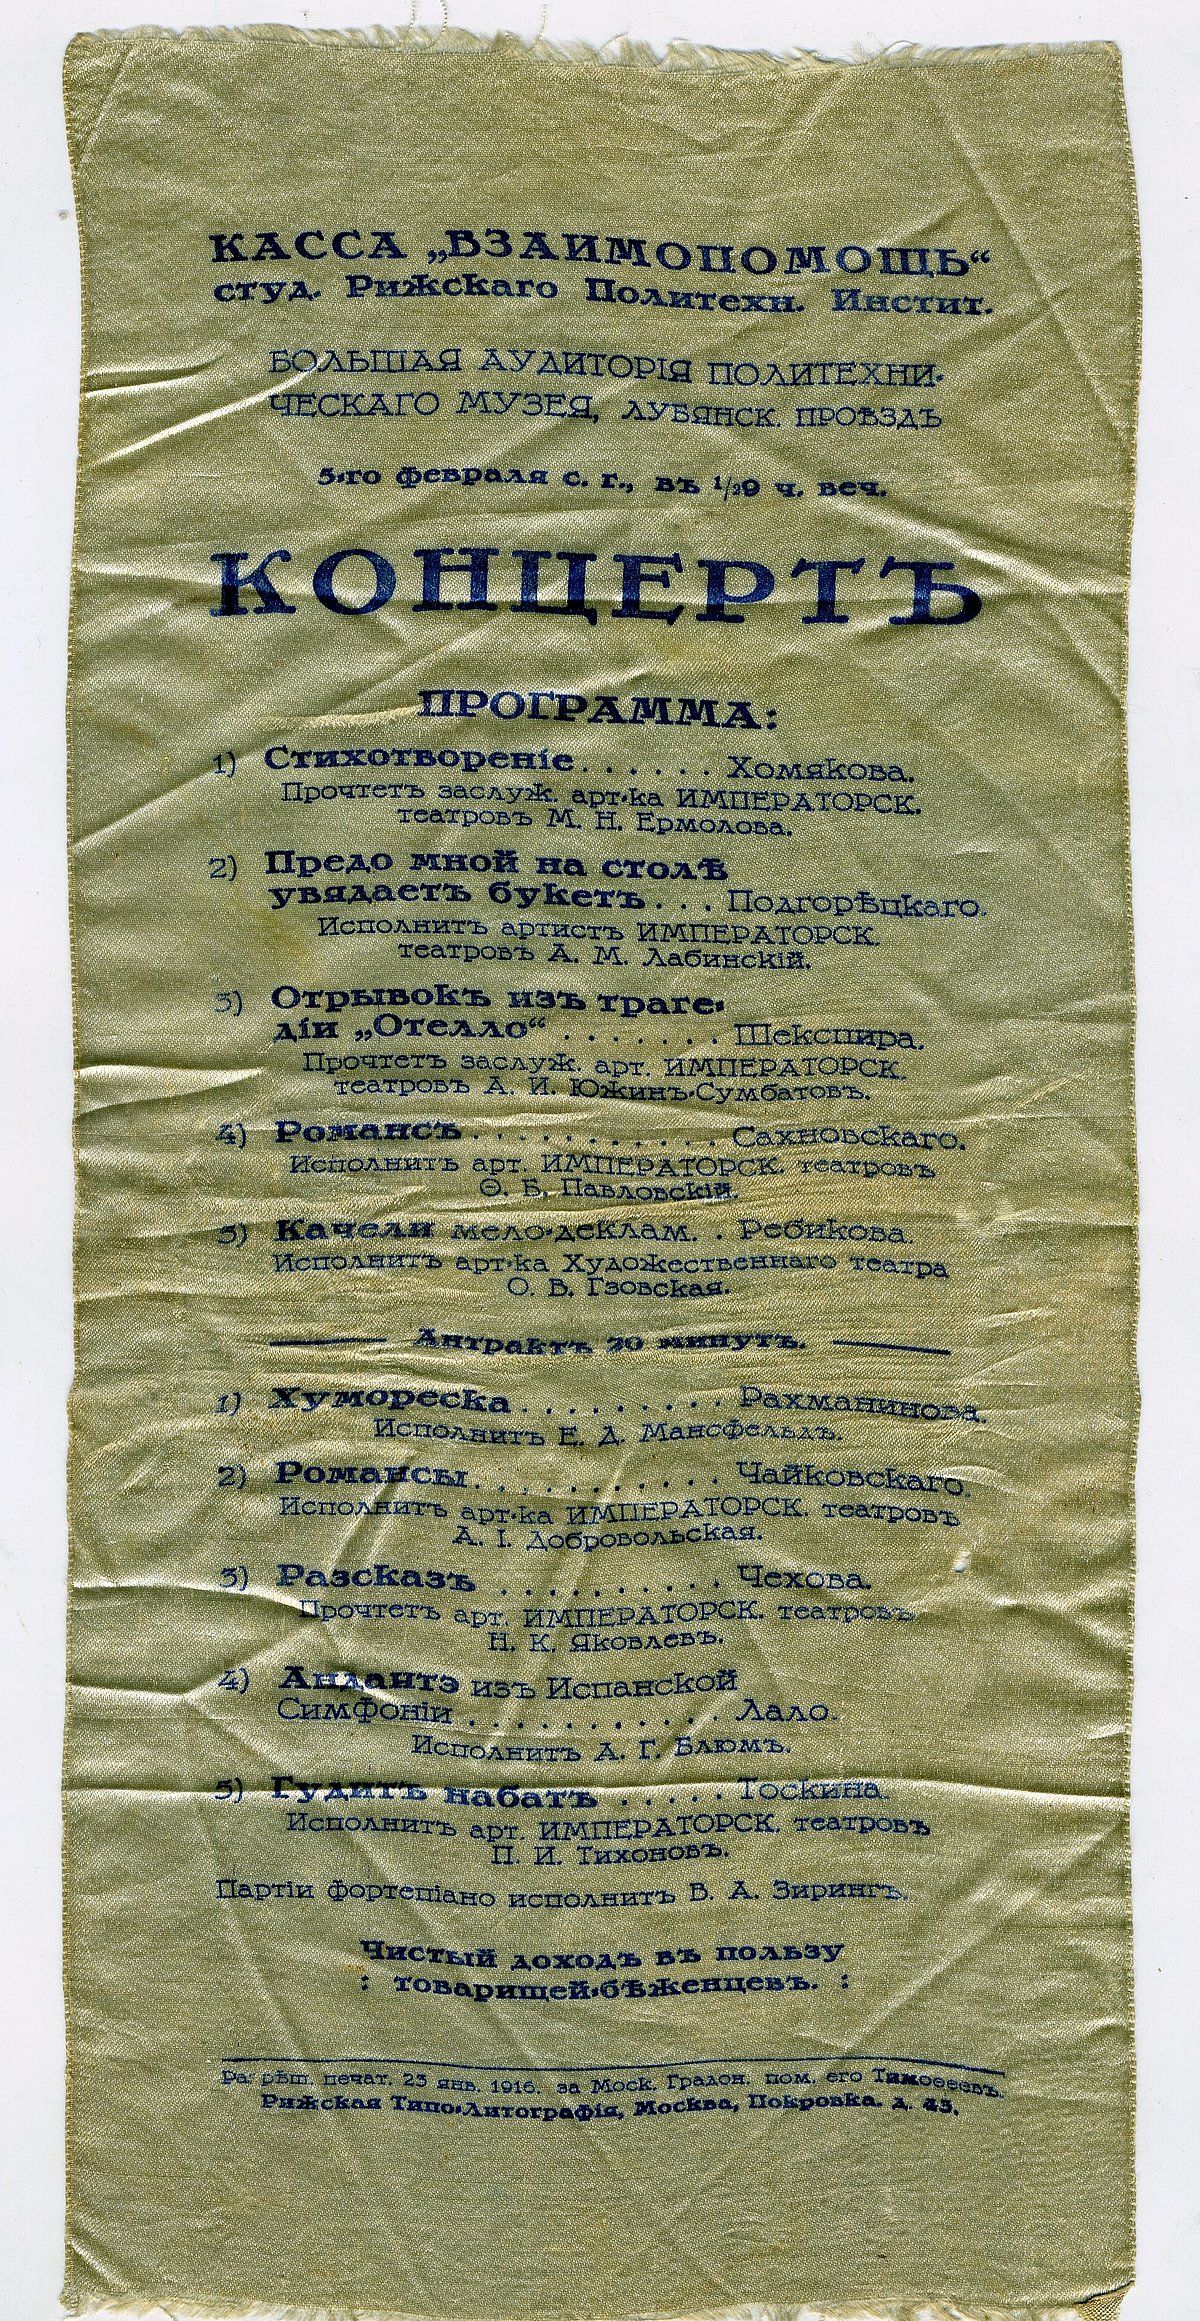 КАССА „ВЗАИМОПОМОЩЬ“
студ. Рижскаго Политехн. Инстит.
БОЛЬШАЯ АУДИТОРІЯ ПОЛИТЕХНИ-
ЧЕСКАГО МУЗЕЯ, ЛУБЯНСК. ПРОѢЗДЪ
5-го февраля с. г., въ 1/29 ч. веч.
КОНЦЕРТЪ
ПРОГРАММА:
1) Стихотвореніе . . . . . . Хомякова.
Прочтетъ заслуж. арт-ка ИМПЕРАТОРСК.
театровъ М. Н. Ермолова.
2) Предо мной на столѣ
увядаетъ букетъ . . . Подгорѣцкаго.
Исполнитъ артистъ ИМПЕРАТОРСК.
театровъ А. М. Лабинскій.
3) Отрывокъ изъ траге-
діи „Отелло“ . . . . . . . Шекспира.
Прочтетъ заслуж. арт. ИМПЕРАТОРСК.
театровъ А. И. Южинъ-Сумбатовъ.
4) Романсъ . . . . . . . . . . . Сахновскаго.
Исполнитъ арт. ИМПЕРАТОРСК. театровъ
Ѳ. Б. Павловскій.
5) Качели мело-деклам. . Ребикова.
Исполнитъ арт-ка Художественнаго театра
О. В. Гзовская.
Антрактъ 20 минутъ.
1) Хумореска . . . . . . . . . Рахманинова.
Исполнитъ Е. Д. Мансфельдъ.
2) Романсы . . . . . . . . . . . Чайковскаго.
Исполнитъ арт-ка ИМПЕРАТОРСК. театровъ
А. І. Добровольская.
3) Разсказъ . . . . . . . . . . Чехова.
Прочтетъ арт. ИМПЕРАТОРСК. театровъ
Н. К. Яковлевъ.
4) Андантэ изъ Испанской
Симфоніи . . . . . . . . . . . Лало.
Исполнитъ А. Г. Блюмъ.
5) Гудитъ набатъ . . . . . Тоскина.
Исполнитъ арт. ИМПЕРАТОРСК. театровъ
П. И. Тихоновъ.
Партіи фортепіано исполнитъ В. А. Зирингъ.
Чистый доходъ въ пользу
: товарищей-бѣженцевъ. :
Разрѣш. печат. 23 янв. 1916. за Моск. Градон. пом. его Тимоѳеевъ.
Рижская Типо-Литографія, Москва, Покровка. д. 43.